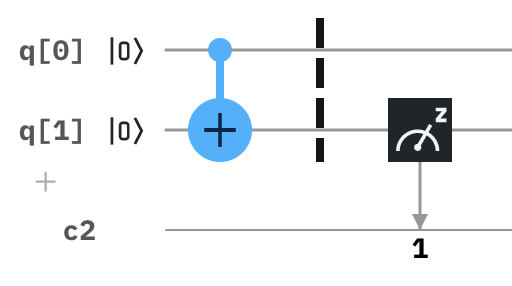 q[0] |0⟩
q[1] |0⟩
z
+
c2
1